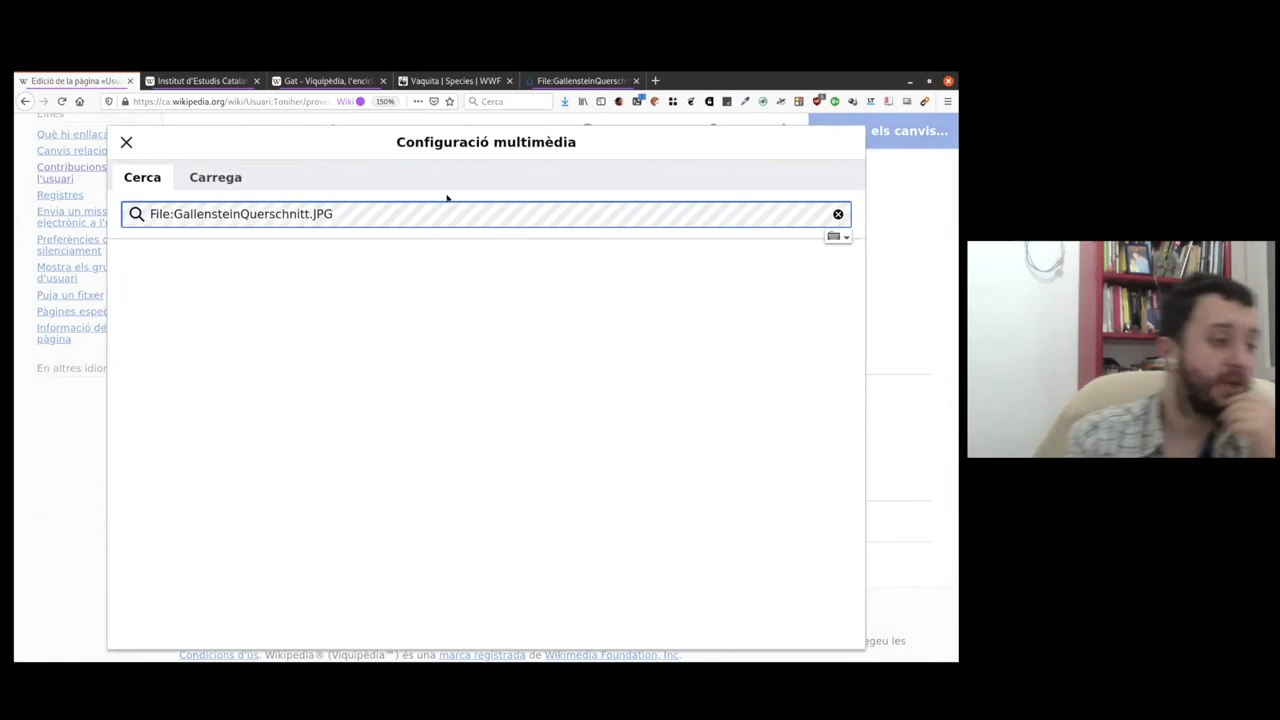 Edició de la pàgina «Usu
Institut d'Estudis Catala
Gat - Viquipèdia, l'encic
Vaquita | Species | WWF
File:GallensteinQuersch
https://ca.wikipedia.org/wiki/Usuari:Toniher/prove
Wiki
150%
Cerca
Eines
Què hi enllaç
Canvis relacio
Contribucions
l'usuari
Registres
Envia un miss
electrònic a l'
Preferències d
silenciament
Mostra els gru
d'usuari
Puja un fitxer
Pàgines espec
Informació de
pàgina
En altres idior
els canvis…
Configuració multimèdia
Cerca
Carrega
File:GallensteinQuerschnitt.JPG
egeu les
Condicions d'ús. Wikipedia® (Viquipèdia™) és una marca registrada de Wikimedia Foundation, Inc.